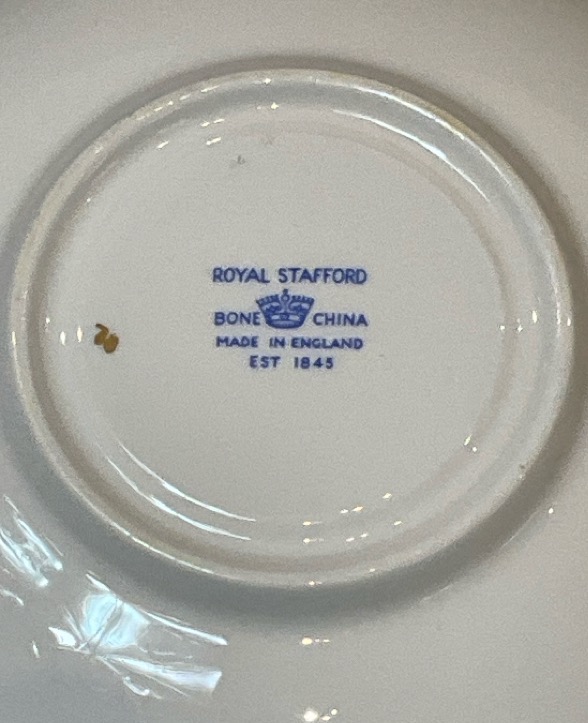 ROYAL STAFFORD
BONE CHINA
MADE IN ENGLAND
EST 1845